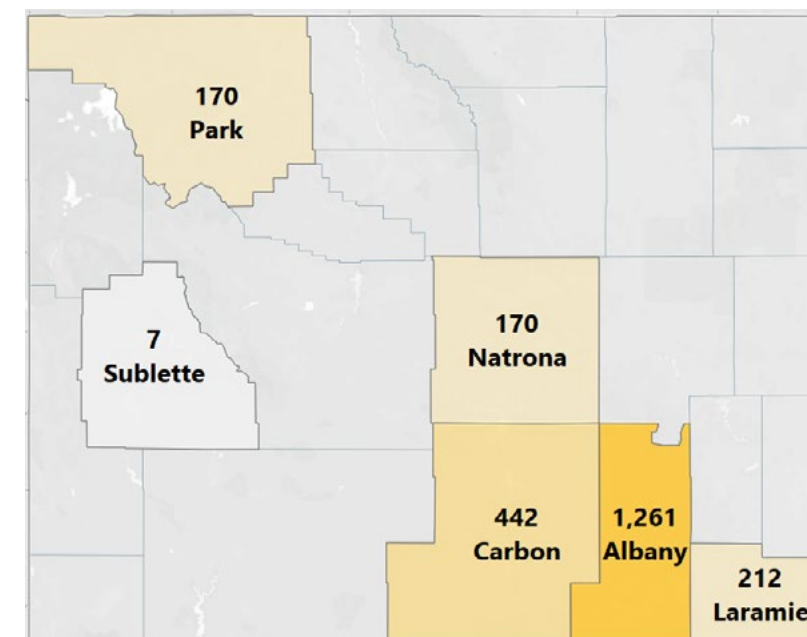 170
Park
7
Sublette
170
Natrona
442
Carbon
1,261
Albany
212
Laramie